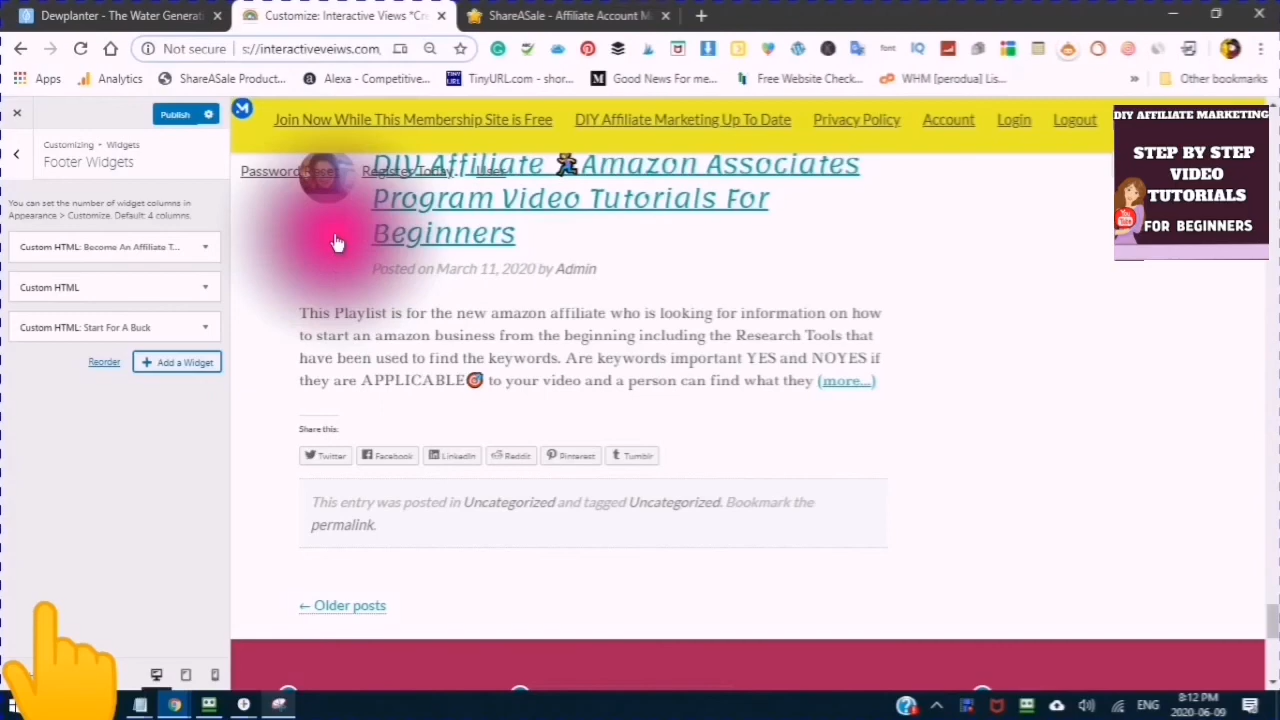 Dewplanter - The Water Generati
Customize: Interactive Views "Cre
ShareASale - Affiliate Account M
Not secure
s://interactiveveiws.com
font
IQ
Apps
Analytics
ShareASale Product...
Alexa - Competitive...
TinyURL.com - shor...
Good News For me...
Free Website Check...
WHM [perodua] Lis...
»
Other bookmarks
Publish
Customizing • Widgets
Footer Widgets
You can set the number of widget columns in
Appearance > Customize. Default: 4 columns.
Custom HTML: Become An Affiliate T...
Custom HTML
Custom HTML: Start For A Buck
Reorder
+ Add a Widget
Join Now While This Membership Site is Free
DIY Affiliate Marketing Up To Date
Privacy Policy
Account
Login
Logout
Register Today
User
DIY Affiliate 🏃Amazon Associates
Program Video Tutorials For
Beginners
Posted on March 11, 2020 by Admin
This Playlist is for the new amazon affiliate who is looking for information on how
to start an amazon business from the beginning including the Research Tools that
have been used to find the keywords. Are keywords important YES and NOYES if
they are APPLICABLE🎯 to your video and a person can find what they (more...)
Share this:
Twitter
Facebook
LinkedIn
Reddit
Pinterest
Tumblr
This entry was posted in Uncategorized and tagged Uncategorized. Bookmark the
permalink.
← Older posts
DIY AFFILIATE MARKETING
STEP BY STEP
VIDEO
TUTORIALS
You
Tube
FOR BEGINNERS
ENG
8:12 PM
2020-06-09